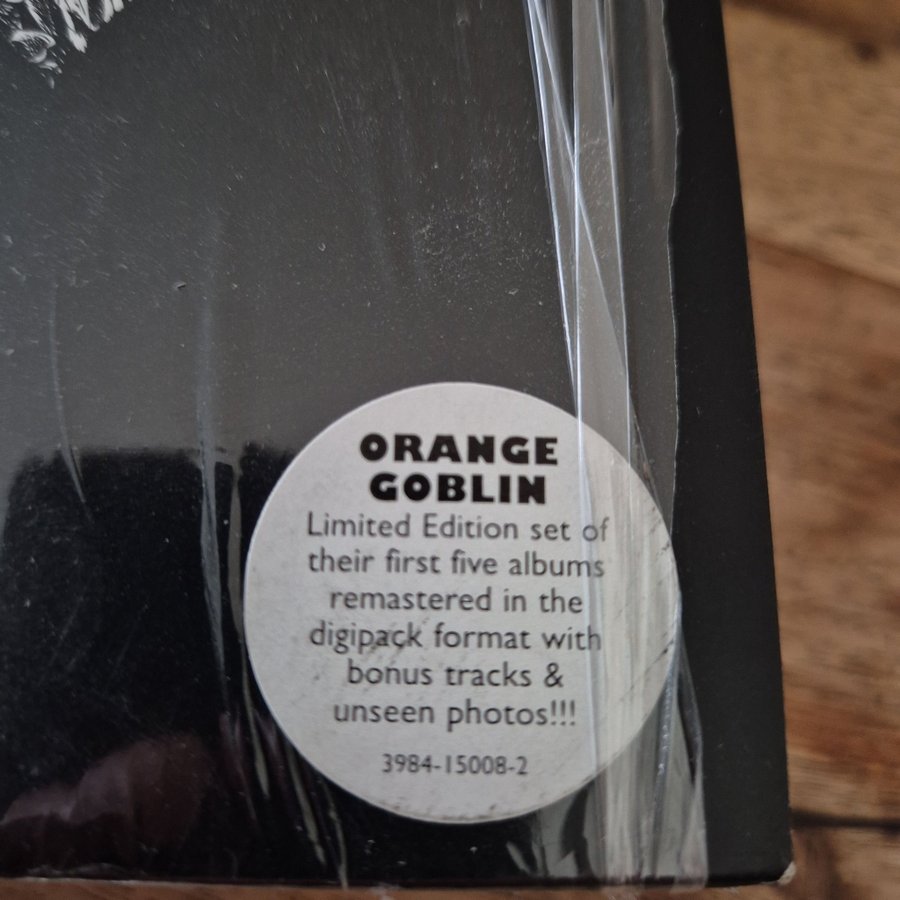 ORANGE
GOBLIN
Limited Edition set of
their first five albums
remastered in the
digipack format with
bonus tracks &
unseen photos!!!
3984-15008-2